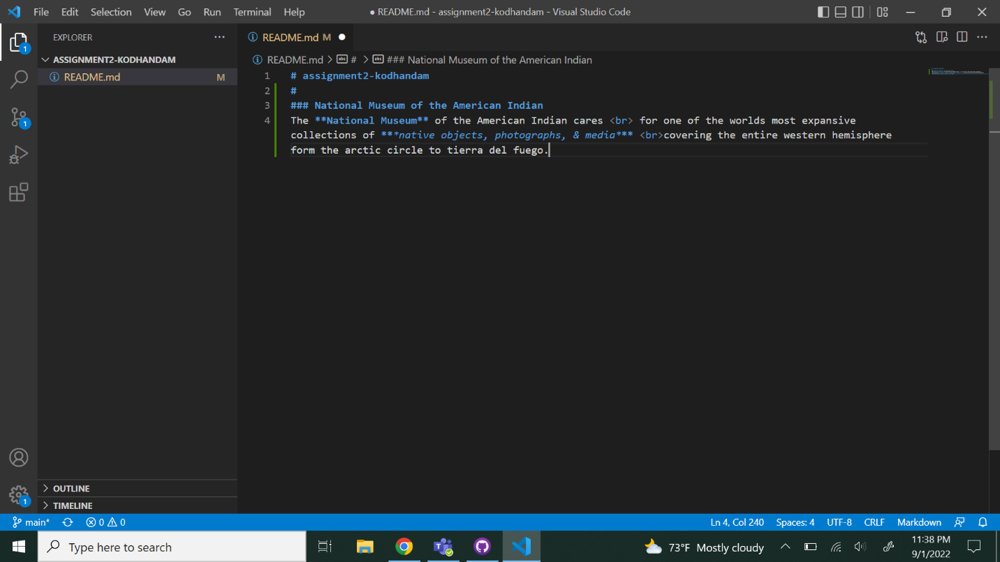 File Edit Selection View Go Run Terminal Help ● README.md - assignment2-kodhandam - Visual Studio Code
EXPLORER ...
README.md M ●
ASSIGNMENT2-KODHANDAM
README.md > # > ### National Museum of the American Indian
README.md M
1 # assignment2-kodhandam
2 #
3 ### National Museum of the American Indian
4 The **National Museum** of the American Indian cares <br> for one of the worlds most expansive
collections of ***native objects, photographs, & media*** <br>covering the entire western hemisphere
form the arctic circle to tierra del fuego.
1
1
1
OUTLINE
TIMELINE
main* 0 0 Ln 4, Col 240 Spaces: 4 UTF-8 CRLF Markdown
Type here to search 73°F Mostly cloudy 11:38 PM
9/1/2022